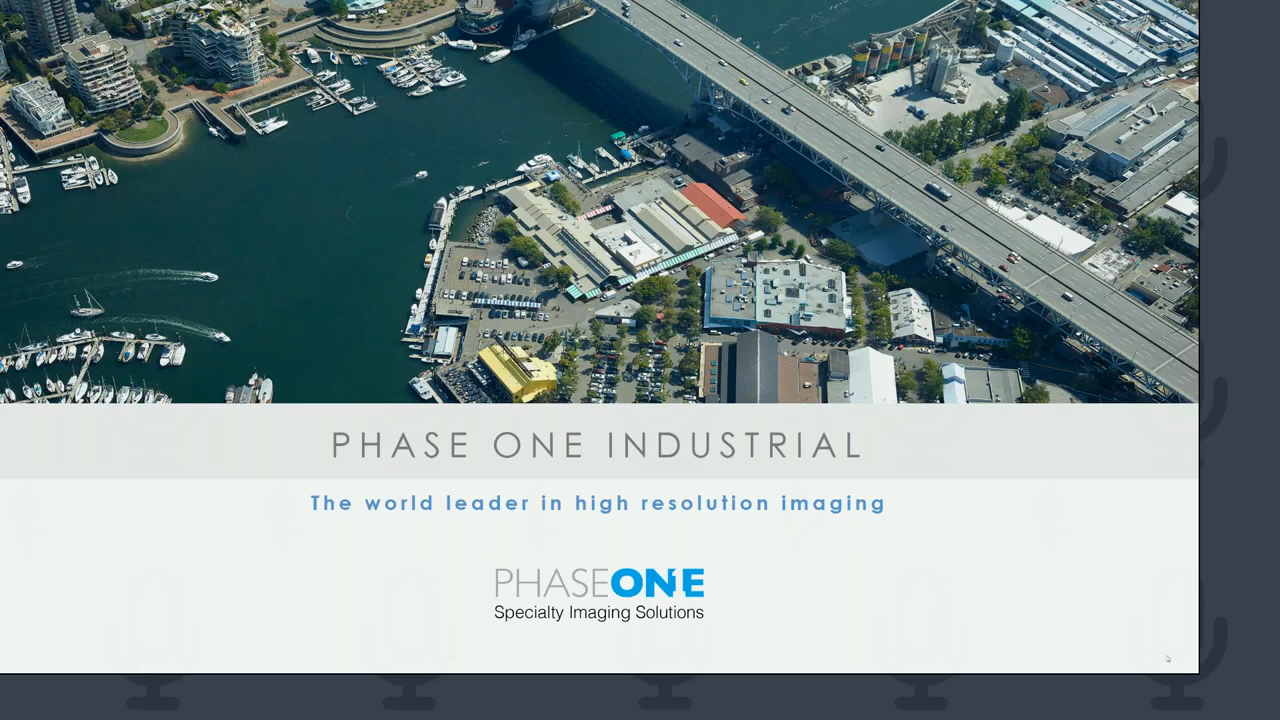 PHASE ONE INDUSTRIAL
The world leader in high resolution imaging
PHASEONE
Specialty Imaging Solutions